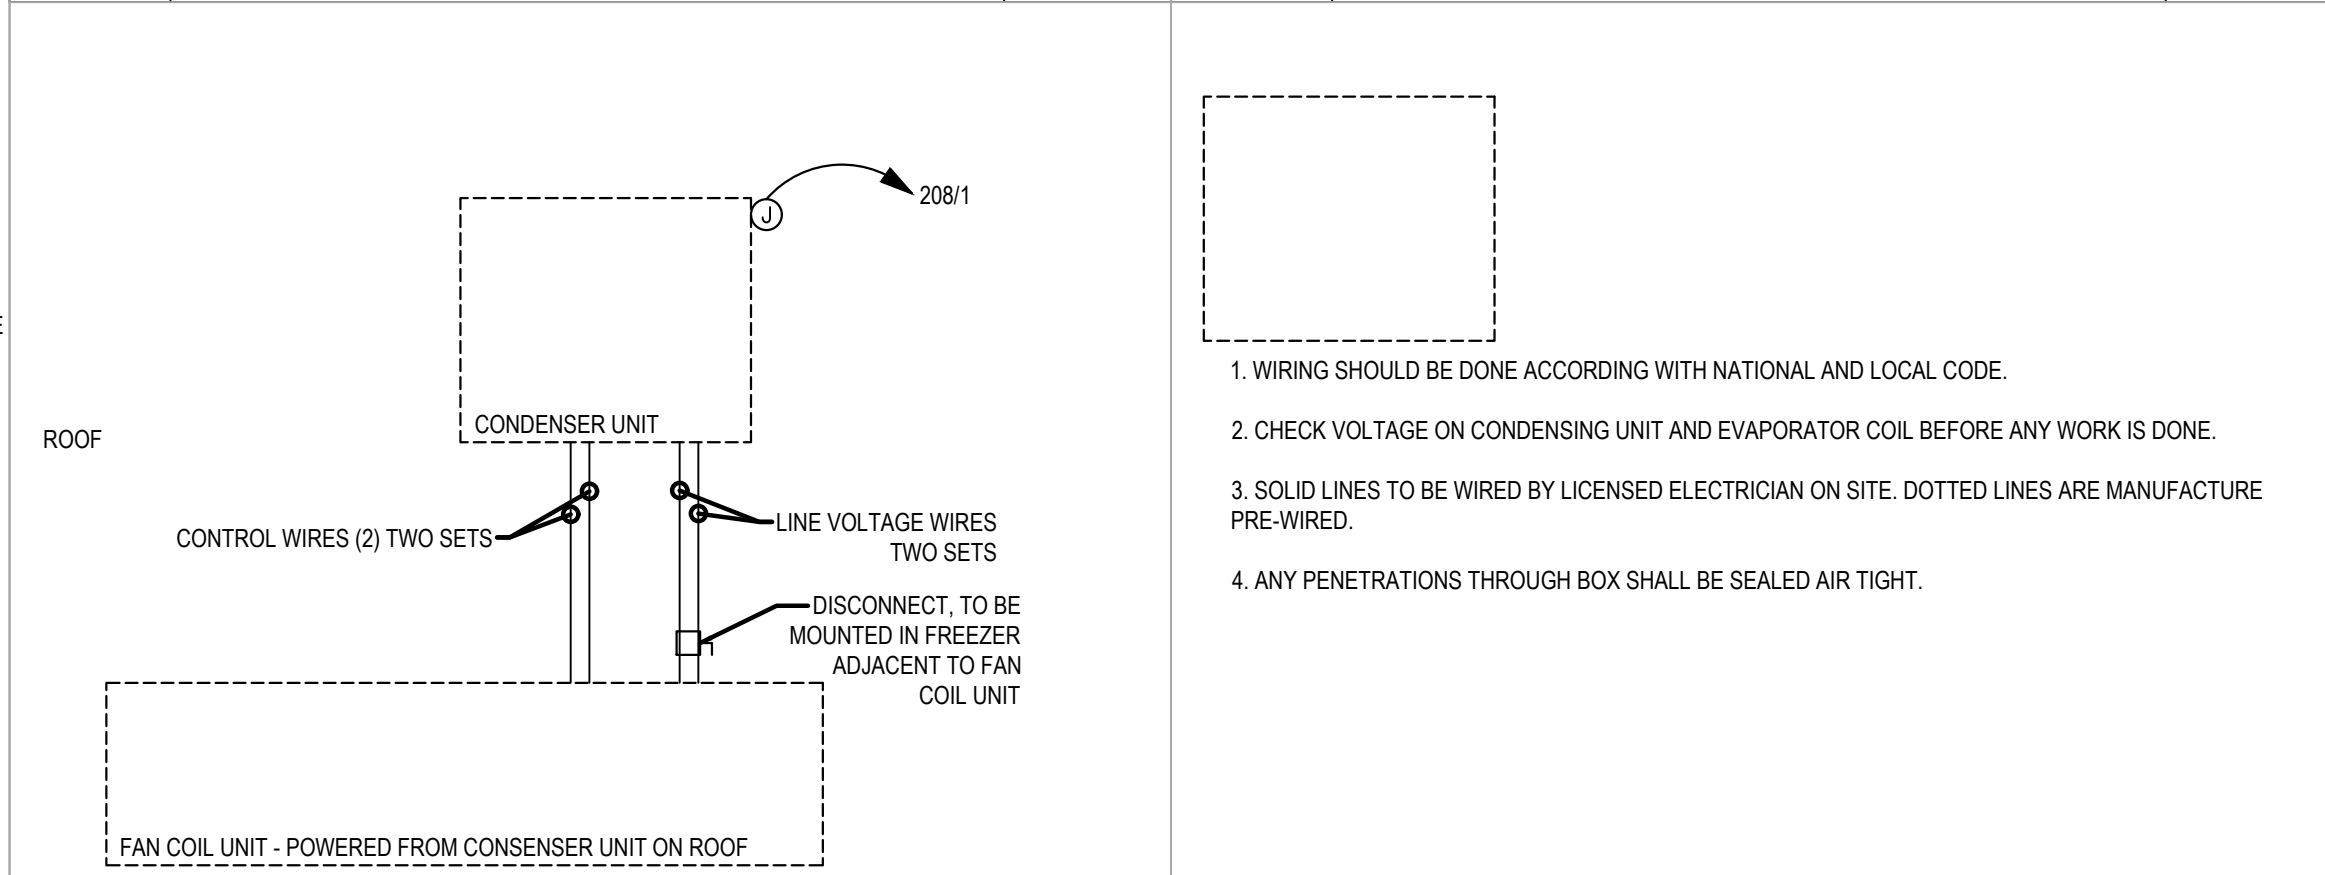 208/1
J
E
CONDENSER UNIT
ROOF
CONTROL WIRES (2) TWO SETS
LINE VOLTAGE WIRES
TWO SETS
DISCONNECT, TO BE
MOUNTED IN FREEZER
ADJACENT TO FAN
COIL UNIT
FAN COIL UNIT - POWERED FROM CONSENSER UNIT ON ROOF
1. WIRING SHOULD BE DONE ACCORDING WITH NATIONAL AND LOCAL CODE.
2. CHECK VOLTAGE ON CONDENSING UNIT AND EVAPORATOR COIL BEFORE ANY WORK IS DONE.
3. SOLID LINES TO BE WIRED BY LICENSED ELECTRICIAN ON SITE. DOTTED LINES ARE MANUFACTURE
PRE-WIRED.
4. ANY PENETRATIONS THROUGH BOX SHALL BE SEALED AIR TIGHT.